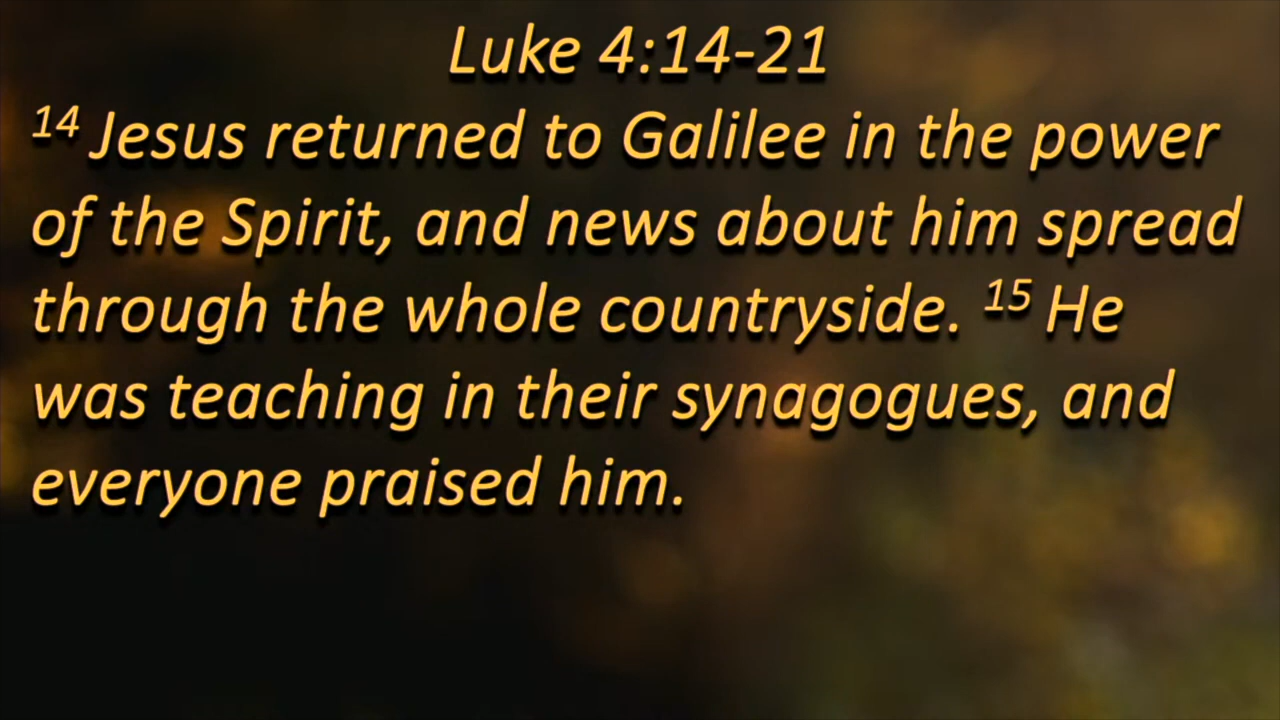 Luke 4:14-21
14 Jesus returned to Galilee in the power
of the Spirit, and news about him spread
through the whole countryside. 15 He
was teaching in their synagogues, and
everyone praised him.